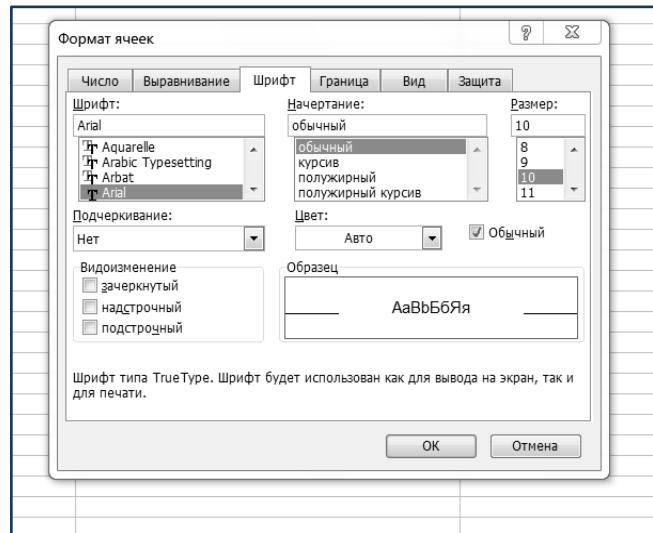 Формат ячеек
Число Выравнивание Шрифт Граница Вид Защита
Шрифт: Начертание: Размер:
Arial обычный 10
Aquarelle обычный 8
Arabic Typesetting курсив 9
Arbat полужирный 10
Arial полужирный курсив 11
Подчеркивание: Цвет:
Нет Авто Обычный
Видоизменение Образец
зачеркнутый
надстрочный АаBbБбЯя
подстрочный
Шрифт типа TrueType. Шрифт будет использован как для вывода на экран, так и
для печати.
ОК Отмена